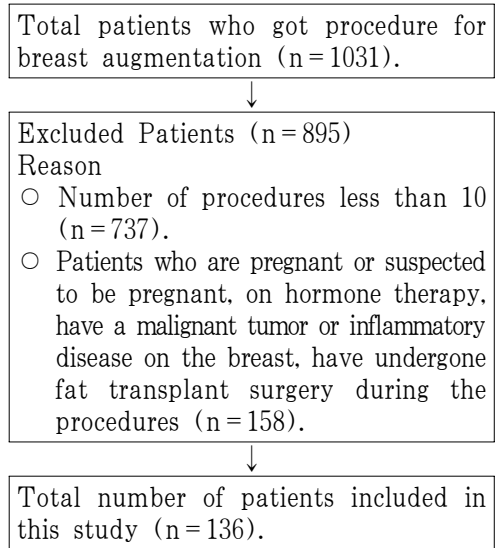 Total patients who got procedure for
breast augmentation (n=1031).
↓
Excluded Patients (n=895)
Reason
○ Number of procedures less than 10
(n=737).
○ Patients who are pregnant or suspected
to be pregnant, on hormone therapy,
have a malignant tumor or inflammatory
disease on the breast, have undergone
fat transplant surgery during the
procedures (n=158).
↓
Total number of patients included in
this study (n=136).